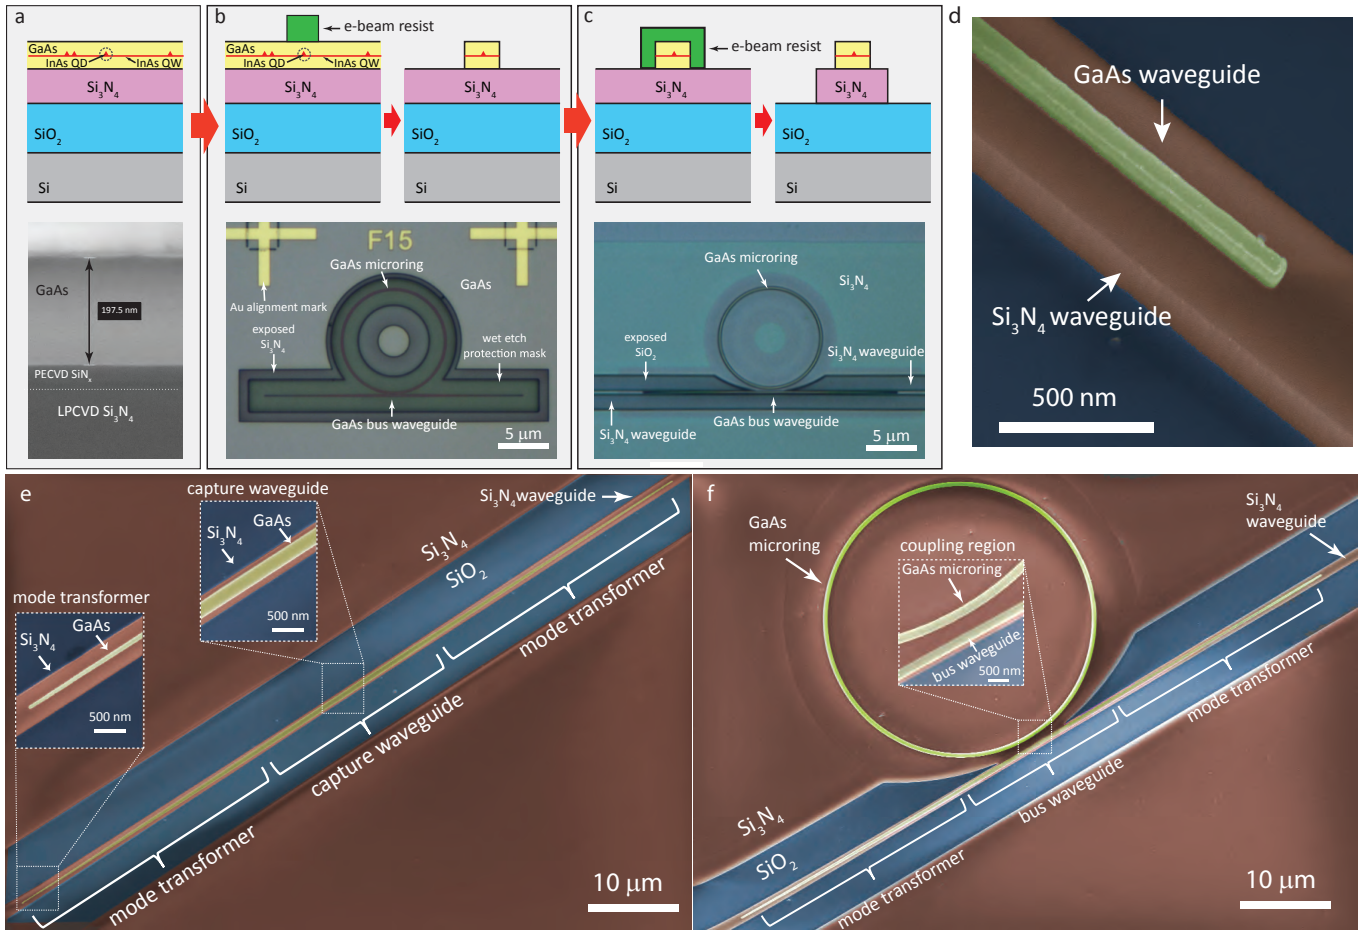 a
GaAs
InAs QD
InAs QW
Si3N4
SiO2
Si
GaAs
197.5 nm
PECVD SiNx
LPCVD Si3N4
b
e-beam resist
GaAs
InAs QD
InAs QW
Si3N4
SiO2
Si
Si3N4
SiO2
Si
F15
GaAs microring
GaAs
Au alignment mark
exposed
Si3N4
wet etch
protection mask
GaAs bus waveguide
5 μm
c
e-beam resist
Si3N4
SiO2
Si
Si3N4
SiO2
Si
GaAs microring
Si3N4
exposed
SiO2
Si3N4 waveguide
Si3N4 waveguide
GaAs bus waveguide
5 μm
d
GaAs waveguide
Si3N4 waveguide
500 nm
e
capture waveguide
GaAs
Si3N4
500 nm
mode transformer
GaAs
Si3N4
500 nm
Si3N4 waveguide
Si3N4
SiO2
mode transformer
capture waveguide
mode transformer
10 μm
f
GaAs
microring
coupling region
GaAs microring
bus waveguide
500 nm
Si3N4
waveguide
Si3N4
SiO2
mode transformer
bus waveguide
mode transformer
10 μm